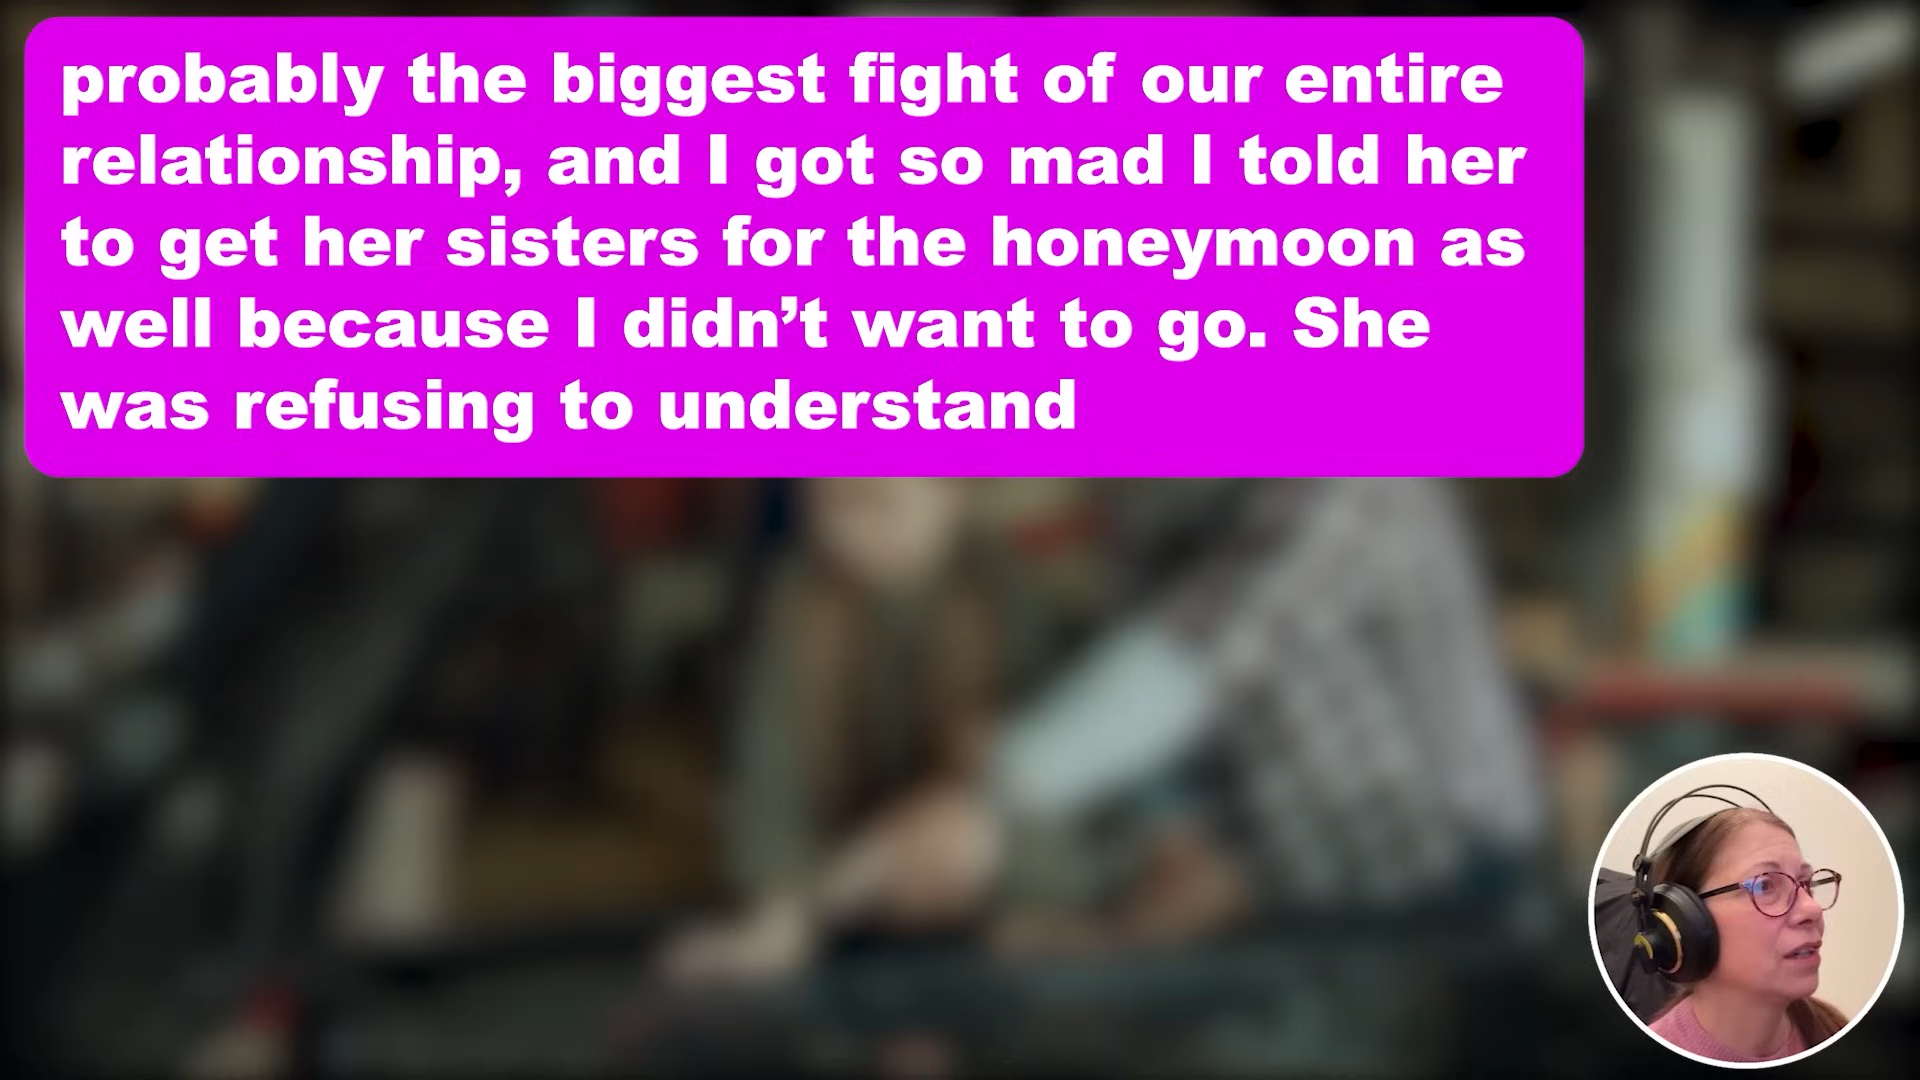 probably the biggest fight of our entire
relationship, and I got so mad I told her
to get her sisters for the honeymoon as
well because I didn’t want to go. She
was refusing to understand